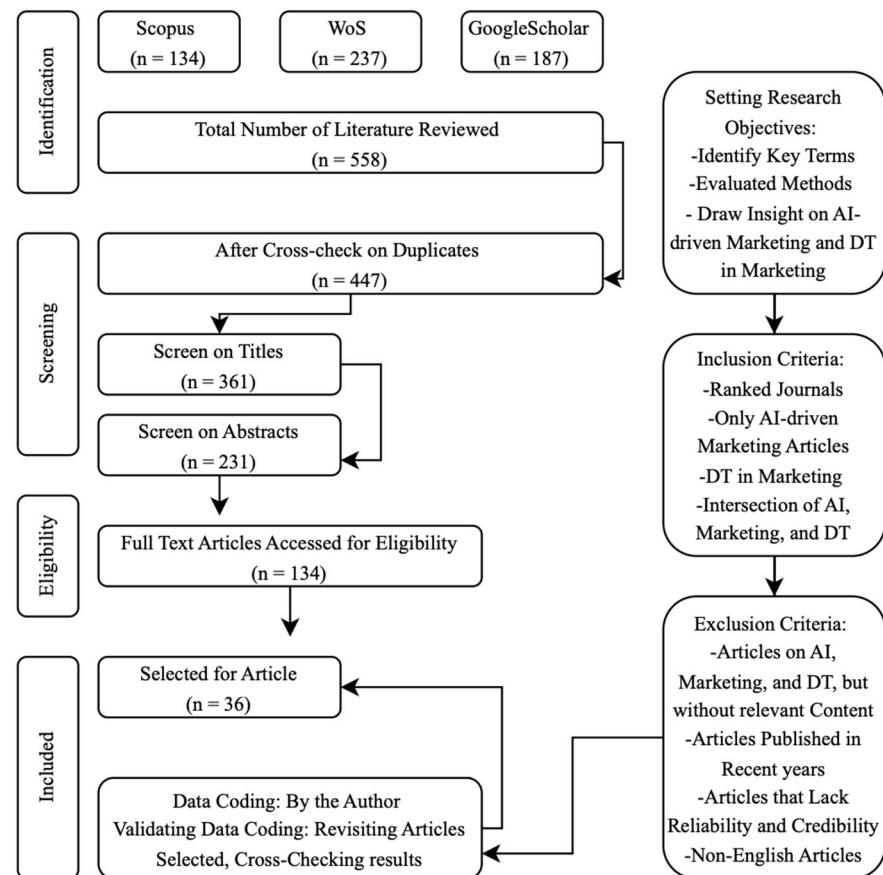 Identification
Scopus
(n = 134)
WoS
(n = 237)
GoogleScholar
(n = 187)
Total Number of Literature Reviewed
(n = 558)
Screening
After Cross-check on Duplicates
(n = 447)
Screen on Titles
(n = 361)
Screen on Abstracts
(n = 231)
Eligibility
Full Text Articles Accessed for Eligibility
(n = 134)
Included
Selected for Article
(n = 36)
Data Coding: By the Author
Validating Data Coding: Revisiting Articles
Selected, Cross-Checking results
Setting Research
Objectives:
-Identify Key Terms
-Evaluated Methods
- Draw Insight on AI-
driven Marketing and DT
in Marketing
Inclusion Criteria:
-Ranked Journals
-Only AI-driven
Marketing Articles
-DT in Marketing
-Intersection of AI,
Marketing, and DT
Exclusion Criteria:
-Articles on AI,
Marketing, and DT, but
without relevant Content
-Articles Published in
Recent years
-Articles that Lack
Reliability and Credibility
-Non-English Articles